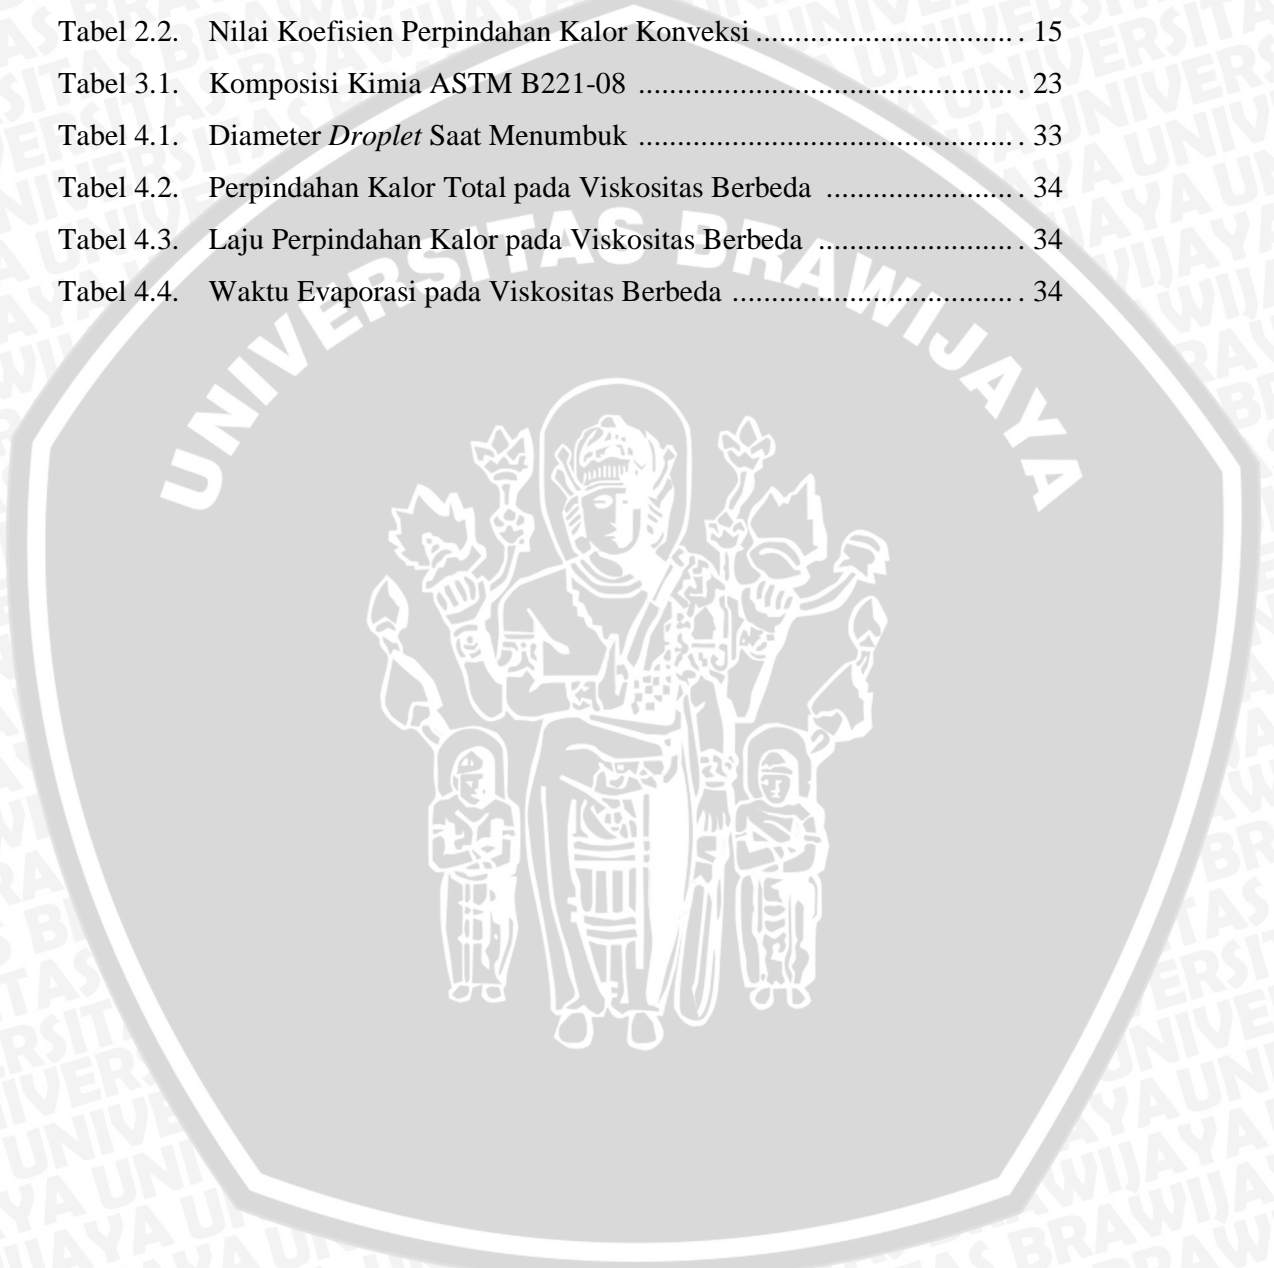 Tabel 2.2. Nilai Koefisien Perpindahan Kalor Konveksi .................................. . 15
Tabel 3.1. Komposisi Kimia ASTM B221-08 ................................................. . 23
Tabel 4.1. Diameter Droplet Saat Menumbuk ................................................. . 33
Tabel 4.2. Perpindahan Kalor Total pada Viskositas Berbeda ........................ . 34
Tabel 4.3. Laju Perpindahan Kalor pada Viskositas Berbeda ......................... . 34
Tabel 4.4. Waktu Evaporasi pada Viskositas Berbeda ..................................... . 34
UNIVERSITAS BRAWIJAYA